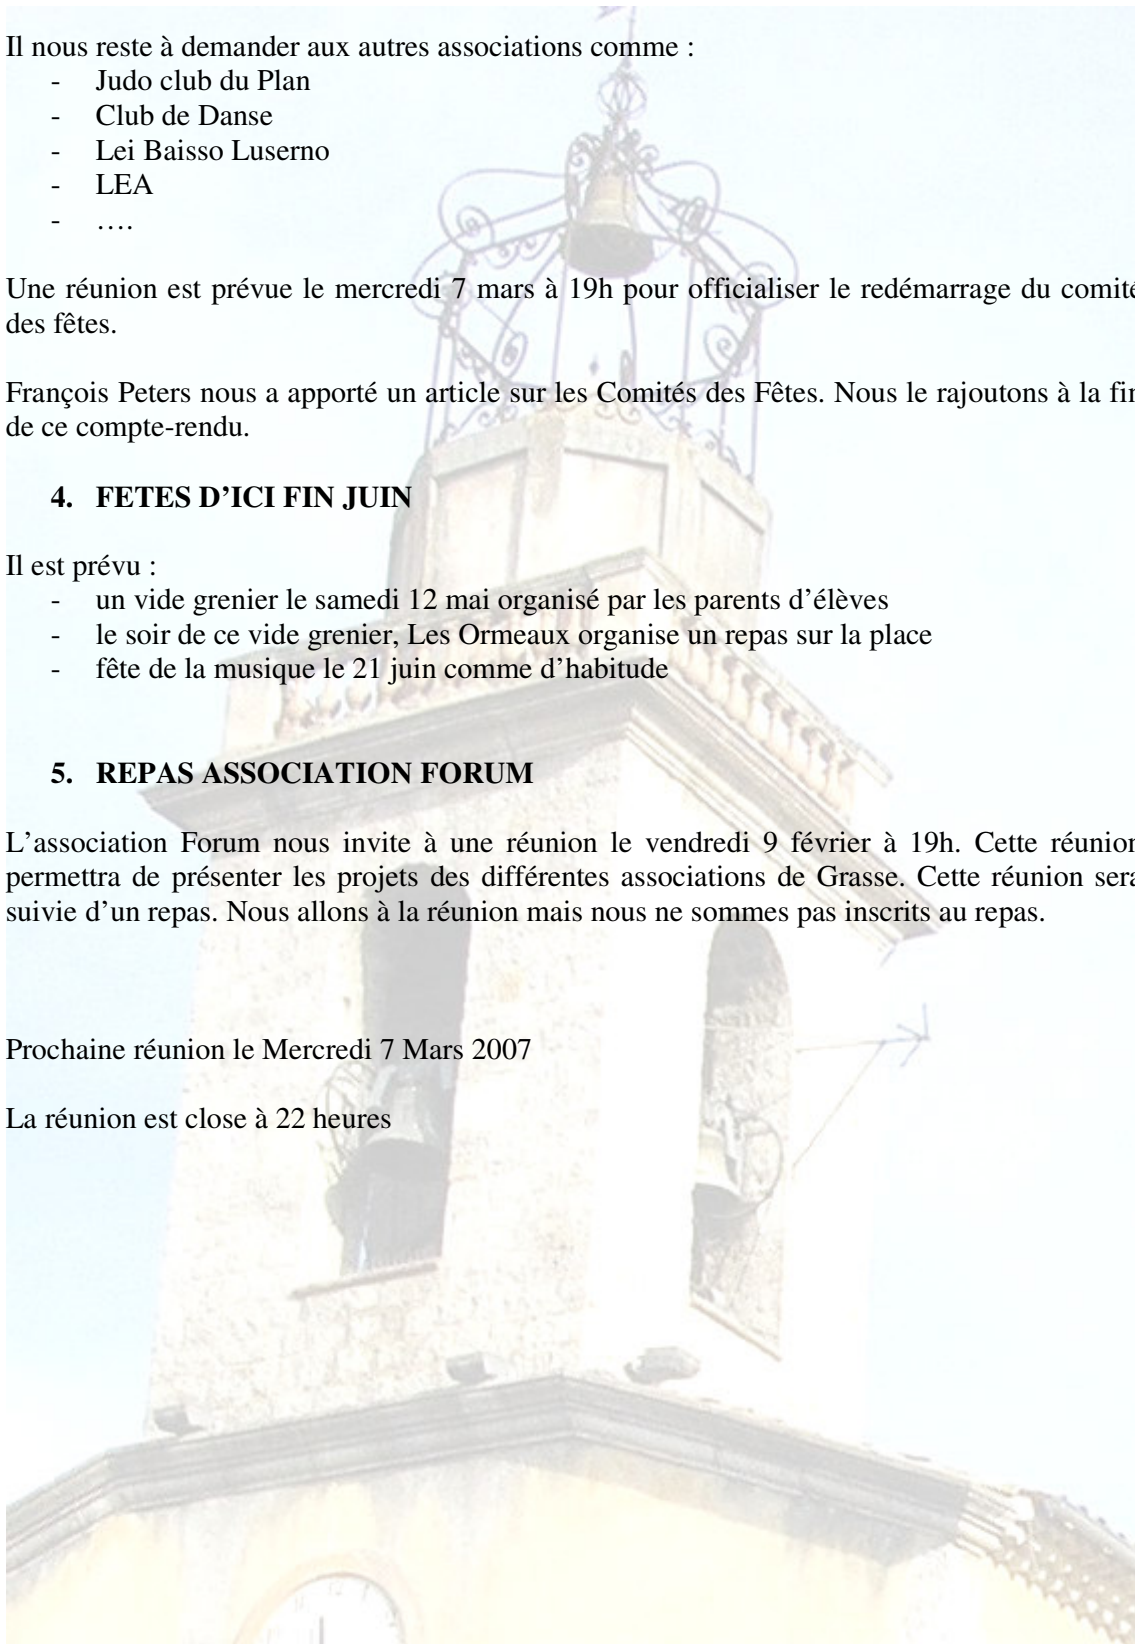 Il nous reste à demander aux autres associations comme :
- Judo club du Plan
- Club de Danse
- Lei Baisso Luserno
- LEA
- ….
Une réunion est prévue le mercredi 7 mars à 19h pour officialiser le redémarrage du comité
des fêtes.
François Peters nous a apporté un article sur les Comités des Fêtes. Nous le rajoutons à la fin
de ce compte-rendu.
4. FETES D’ICI FIN JUIN
Il est prévu :
- un vide grenier le samedi 12 mai organisé par les parents d’élèves
- le soir de ce vide grenier, Les Ormeaux organise un repas sur la place
- fête de la musique le 21 juin comme d’habitude
5. REPAS ASSOCIATION FORUM
L’association Forum nous invite à une réunion le vendredi 9 février à 19h. Cette réunion
permettra de présenter les projets des différentes associations de Grasse. Cette réunion sera
suivie d’un repas. Nous allons à la réunion mais nous ne sommes pas inscrits au repas.
Prochaine réunion le Mercredi 7 Mars 2007
La réunion est close à 22 heures